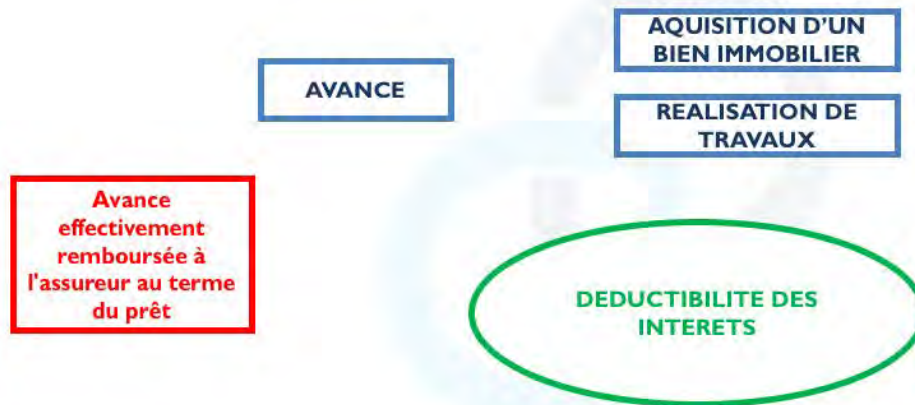 AQUISITION D'UN
BIEN IMMOBILIER
AVANCE
REALISATION DE
TRAVAUX
Avance
effectivement
remboursée à
l'assureur au terme
du prêt
DEDUCTIBILITE DES
INTERETS